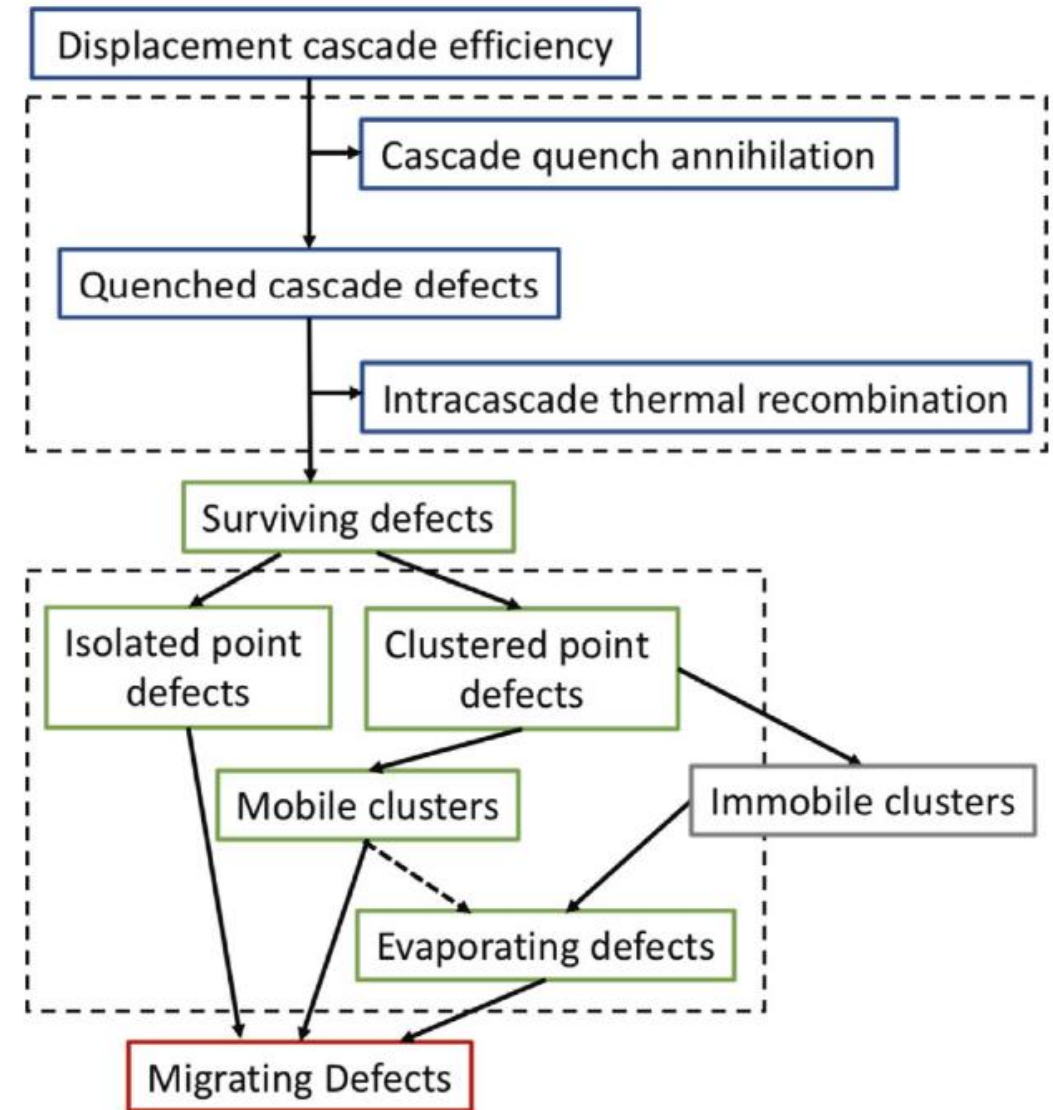 Displacement cascade efficiency
Cascade quench annihilation
Quenched cascade defects
Intracascade thermal recombination
Surviving defects
Isolated point
defects
Clustered point
defects
Mobile clusters
Immobile clusters
Evaporating defects
Migrating Defects